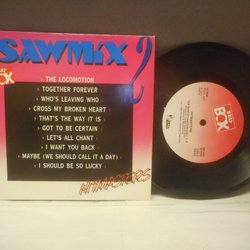 SAWMIX 2
BOX
› THE LOCOMOTION
› TOGETHER FOREVER
› WHO'S LEAVING WHO
› CROSS MY BROKEN HEART
› THAT'S THE WAY IT IS
› GOT TO BE CERTAIN
› LET'S ALL CHANT
› I WANT YOU BACK
› MAYBE (WE SHOULD CALL IT A DAY)
› I SHOULD BE SO LUCKY
HITMASTERS
BOX